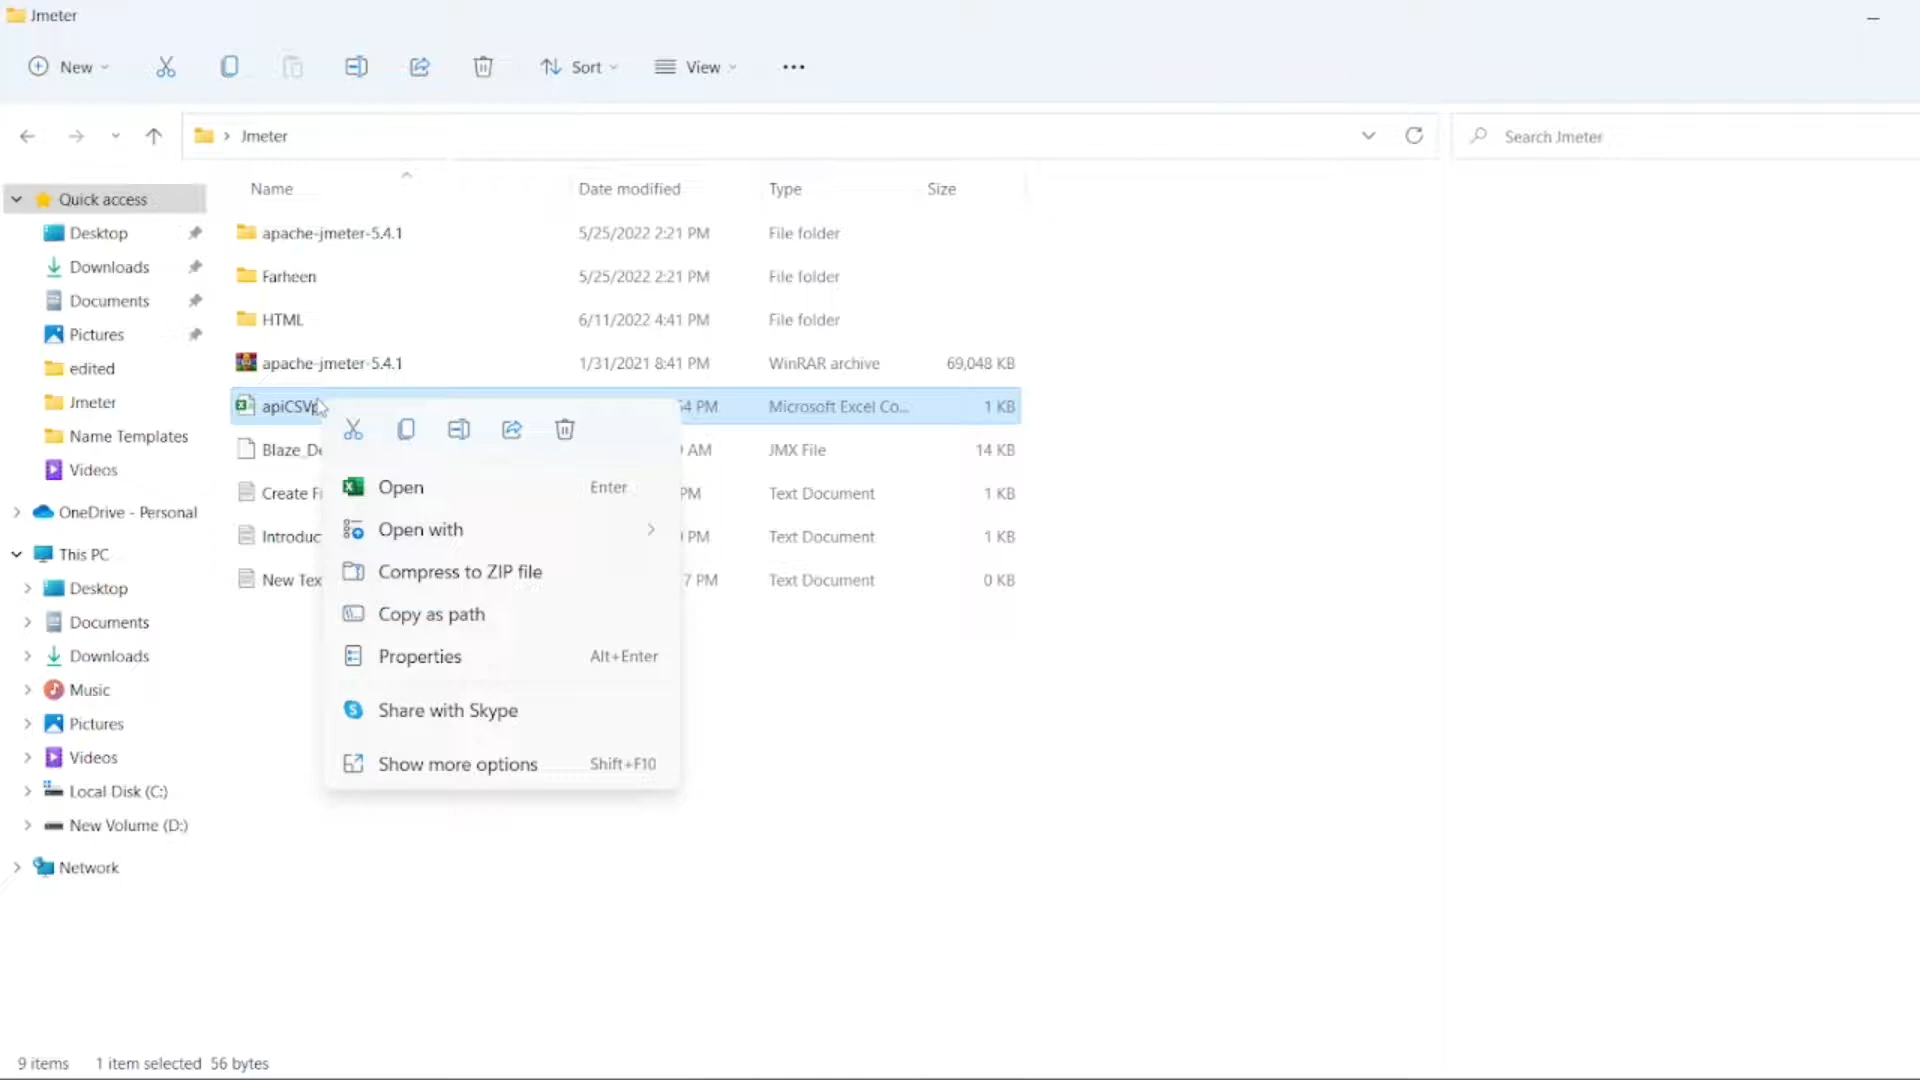 Jmeter
New
Sort
View
Jmeter
Search Jmeter
Name
Date modified
Type
Size
Quick access
Desktop
Downloads
Documents
Pictures
edited
Jmeter
Name Templates
Videos
OneDrive - Personal
This PC
Desktop
Documents
Downloads
Music
Pictures
Videos
Local Disk (C:)
New Volume (D:)
Network
apache-jmeter-5.4.1 5/25/2022 2:21 PM File folder
Farheen 5/25/2022 2:21 PM File folder
HTML 6/11/2022 4:41 PM File folder
apache-jmeter-5.4.1 1/31/2021 8:41 PM WinRAR archive 69,048 KB
PM Microsoft Excel Co... 1 KB
AM JMX File 14 KB
Create PM Text Document 1 KB
PM Text Document 1 KB
New PM Text Document 0 KB
Open Enter
Open with
Compress to ZIP file
Copy as path
Properties Alt+Enter
Share with Skype
Show more options Shift+F10
9 items 1 item selected 56 bytes